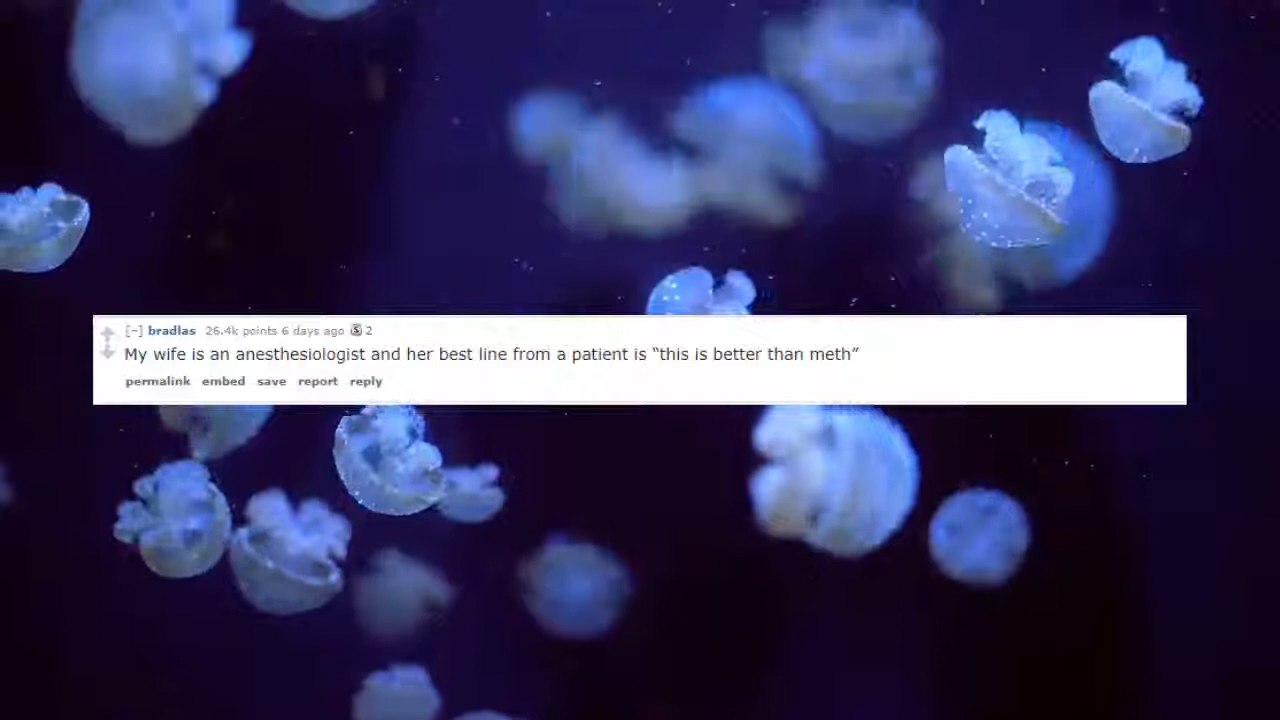 [–] bradlas 26.4k points 6 days ago Ⓢ 2
My wife is an anesthesiologist and her best line from a patient is “this is better than meth”
permalink embed save report reply